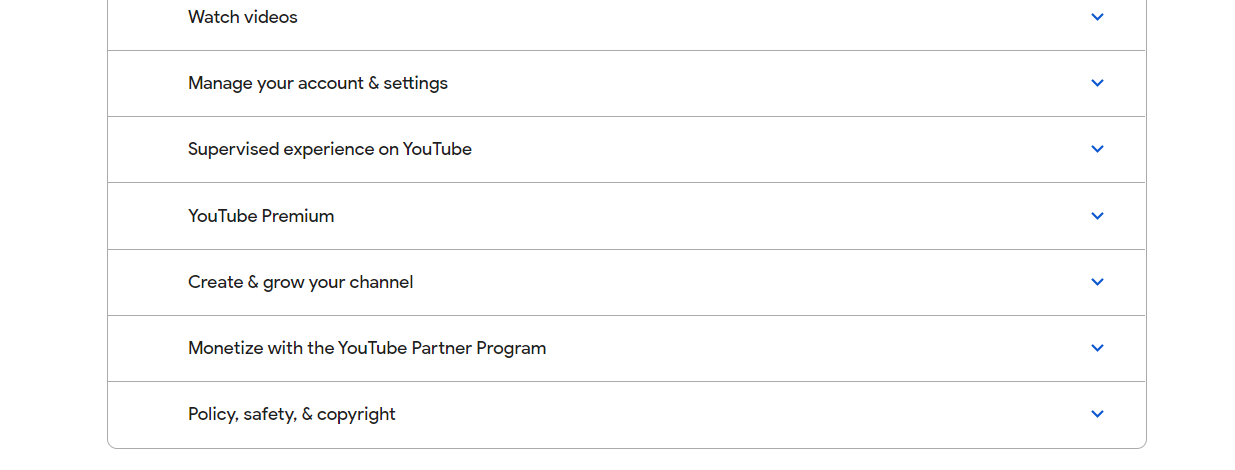 Watch videos
Manage your account & settings
Supervised experience on YouTube
YouTube Premium
Create & grow your channel
Monetize with the YouTube Partner Program
Policy, safety, & copyright